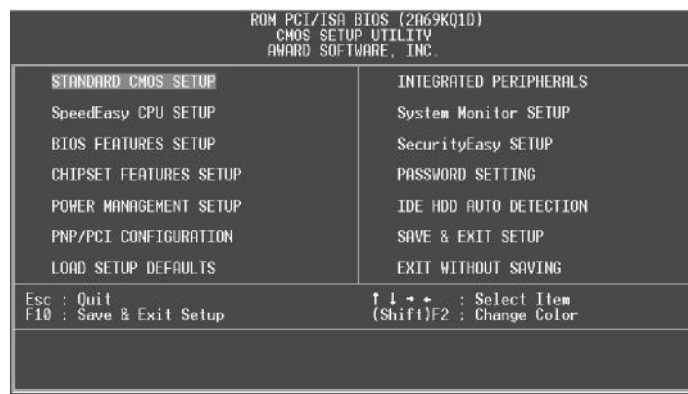 ROM PCI/ISA BIOS (2A69KQ1D)
CMOS SETUP UTILITY
AWARD SOFTWARE, INC.
STANDARD CMOS SETUP
SpeedEasy CPU SETUP
BIOS FEATURES SETUP
CHIPSET FEATURES SETUP
POWER MANAGEMENT SETUP
PNP/PCI CONFIGURATION
LOAD SETUP DEFAULTS
INTEGRATED PERIPHERALS
System Monitor SETUP
SecurityEasy SETUP
PASSWORD SETTING
IDE HDD AUTO DETECTION
SAVE & EXIT SETUP
EXIT WITHOUT SAVING
Esc : Quit
F10 : Save & Exit Setup
↑ ↓ → ← : Select Item
(Shift)F2 : Change Color